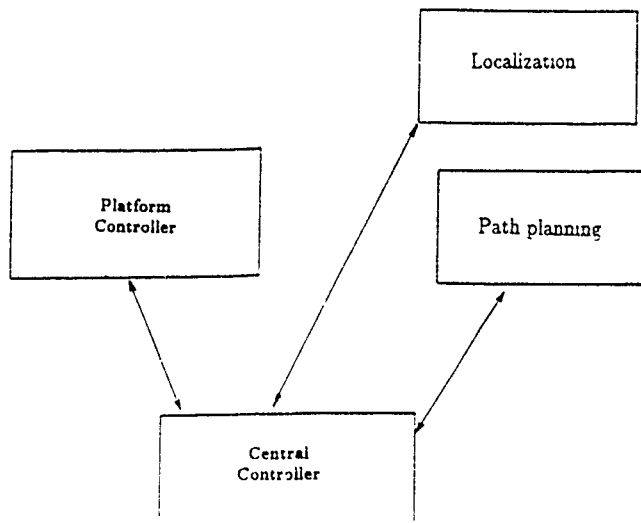 Localization
Platform
Controller
Path planning
Central
Controller